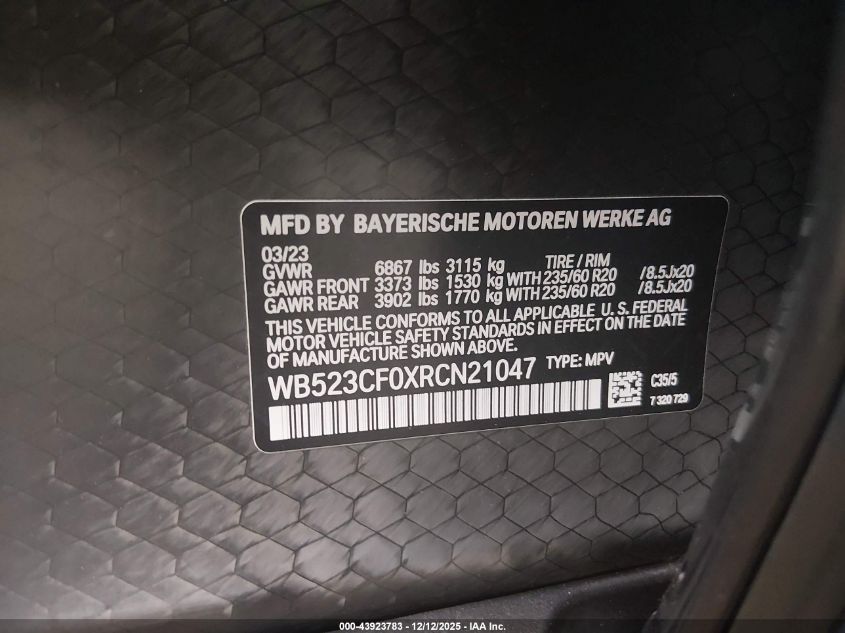 MFD BY BAYERISCHE MOTOREN WERKE AG
03/23 TIRE / RIM
GVWR 6867 lbs 3115 kg
GAWR FRONT 3373 lbs 1530 kg WITH 235/60 R20 /8.5Jx20
GAWR REAR 3902 lbs 1770 kg WITH 235/60 R20 /8.5Jx20
THIS VEHICLE CONFORMS TO ALL APPLICABLE U. S. FEDERAL
MOTOR VEHICLE SAFETY STANDARDS IN EFFECT ON THE DATE
OF MANUFACTURE SHOWN ABOVE.
WB523CF0XRCN21047 TYPE: MPV
C35/5
7 320 729
000-43923783 - 12/12/2025 - IAA Inc.